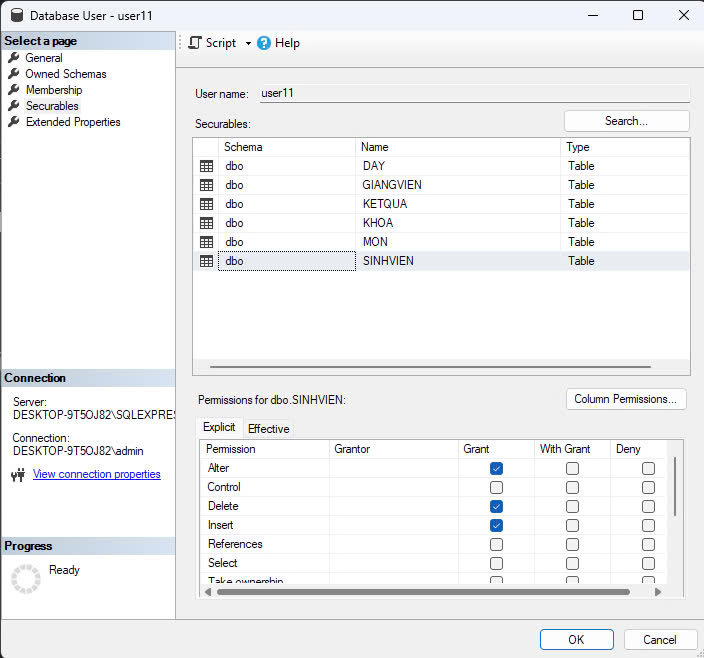 Database User - user11
Select a page
General
Owned Schemas
Membership
Securables
Extended Properties
Script
Help
User name: user11
Securables:
Search...
Schema Name Type
dbo DAY Table
dbo GIANGVIEN Table
dbo KETQUA Table
dbo KHOA Table
dbo MON Table
dbo SINHVIEN Table
Connection
Server:
DESKTOP-9T5OJ82\SQLEXPRES
Connection:
DESKTOP-9T5OJ82\admin
View connection properties
Progress
Ready
Permissions for dbo.SINHVIEN:
Column Permissions...
Explicit Effective
Permission Grantor Grant With Grant Deny
Alter
Control
Delete
Insert
References
Select
Take ownership
OK Cancel